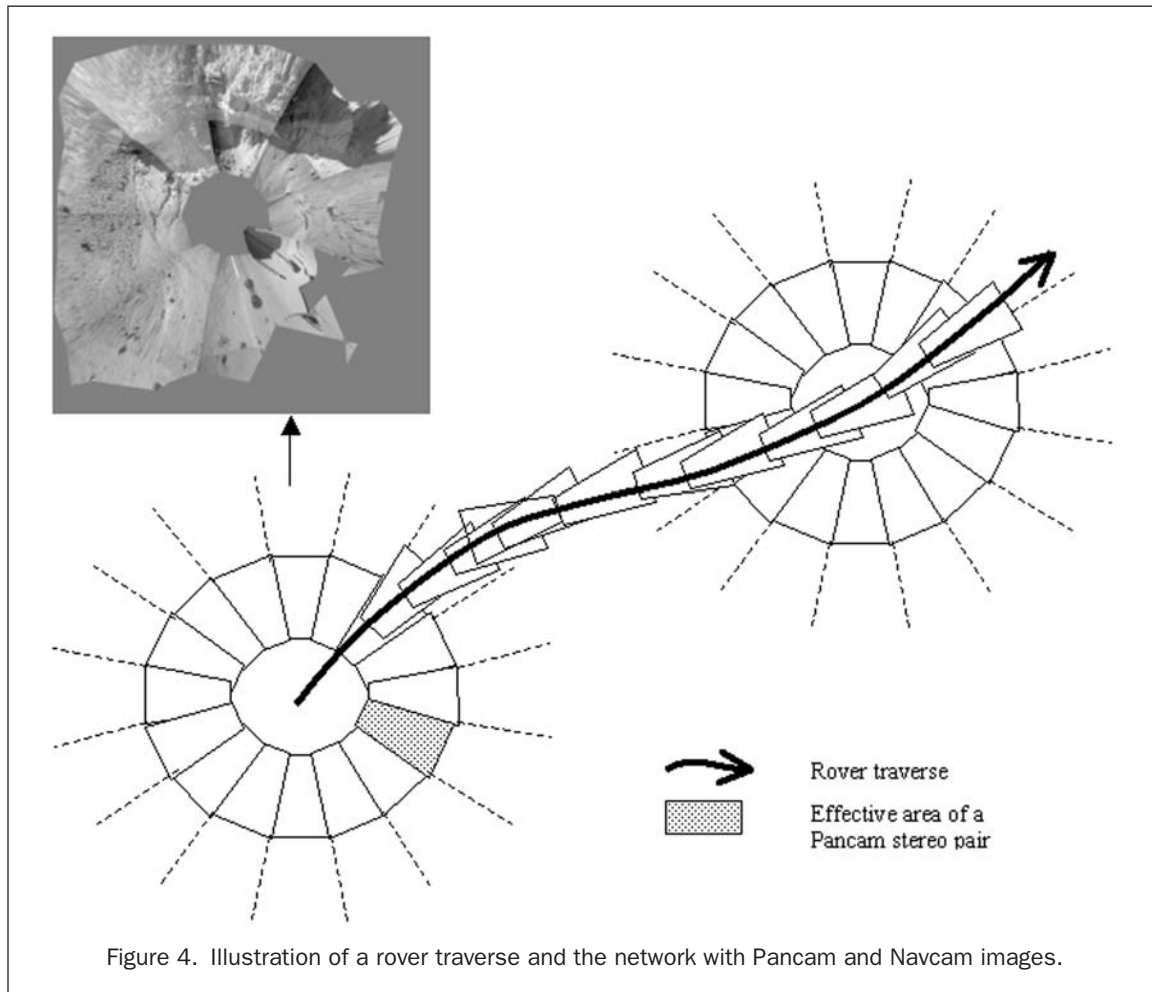 Rover traverse
Effective area of a
Pancam stereo pair
Figure 4. Illustration of a rover traverse and the network with Pancam and Navcam images.